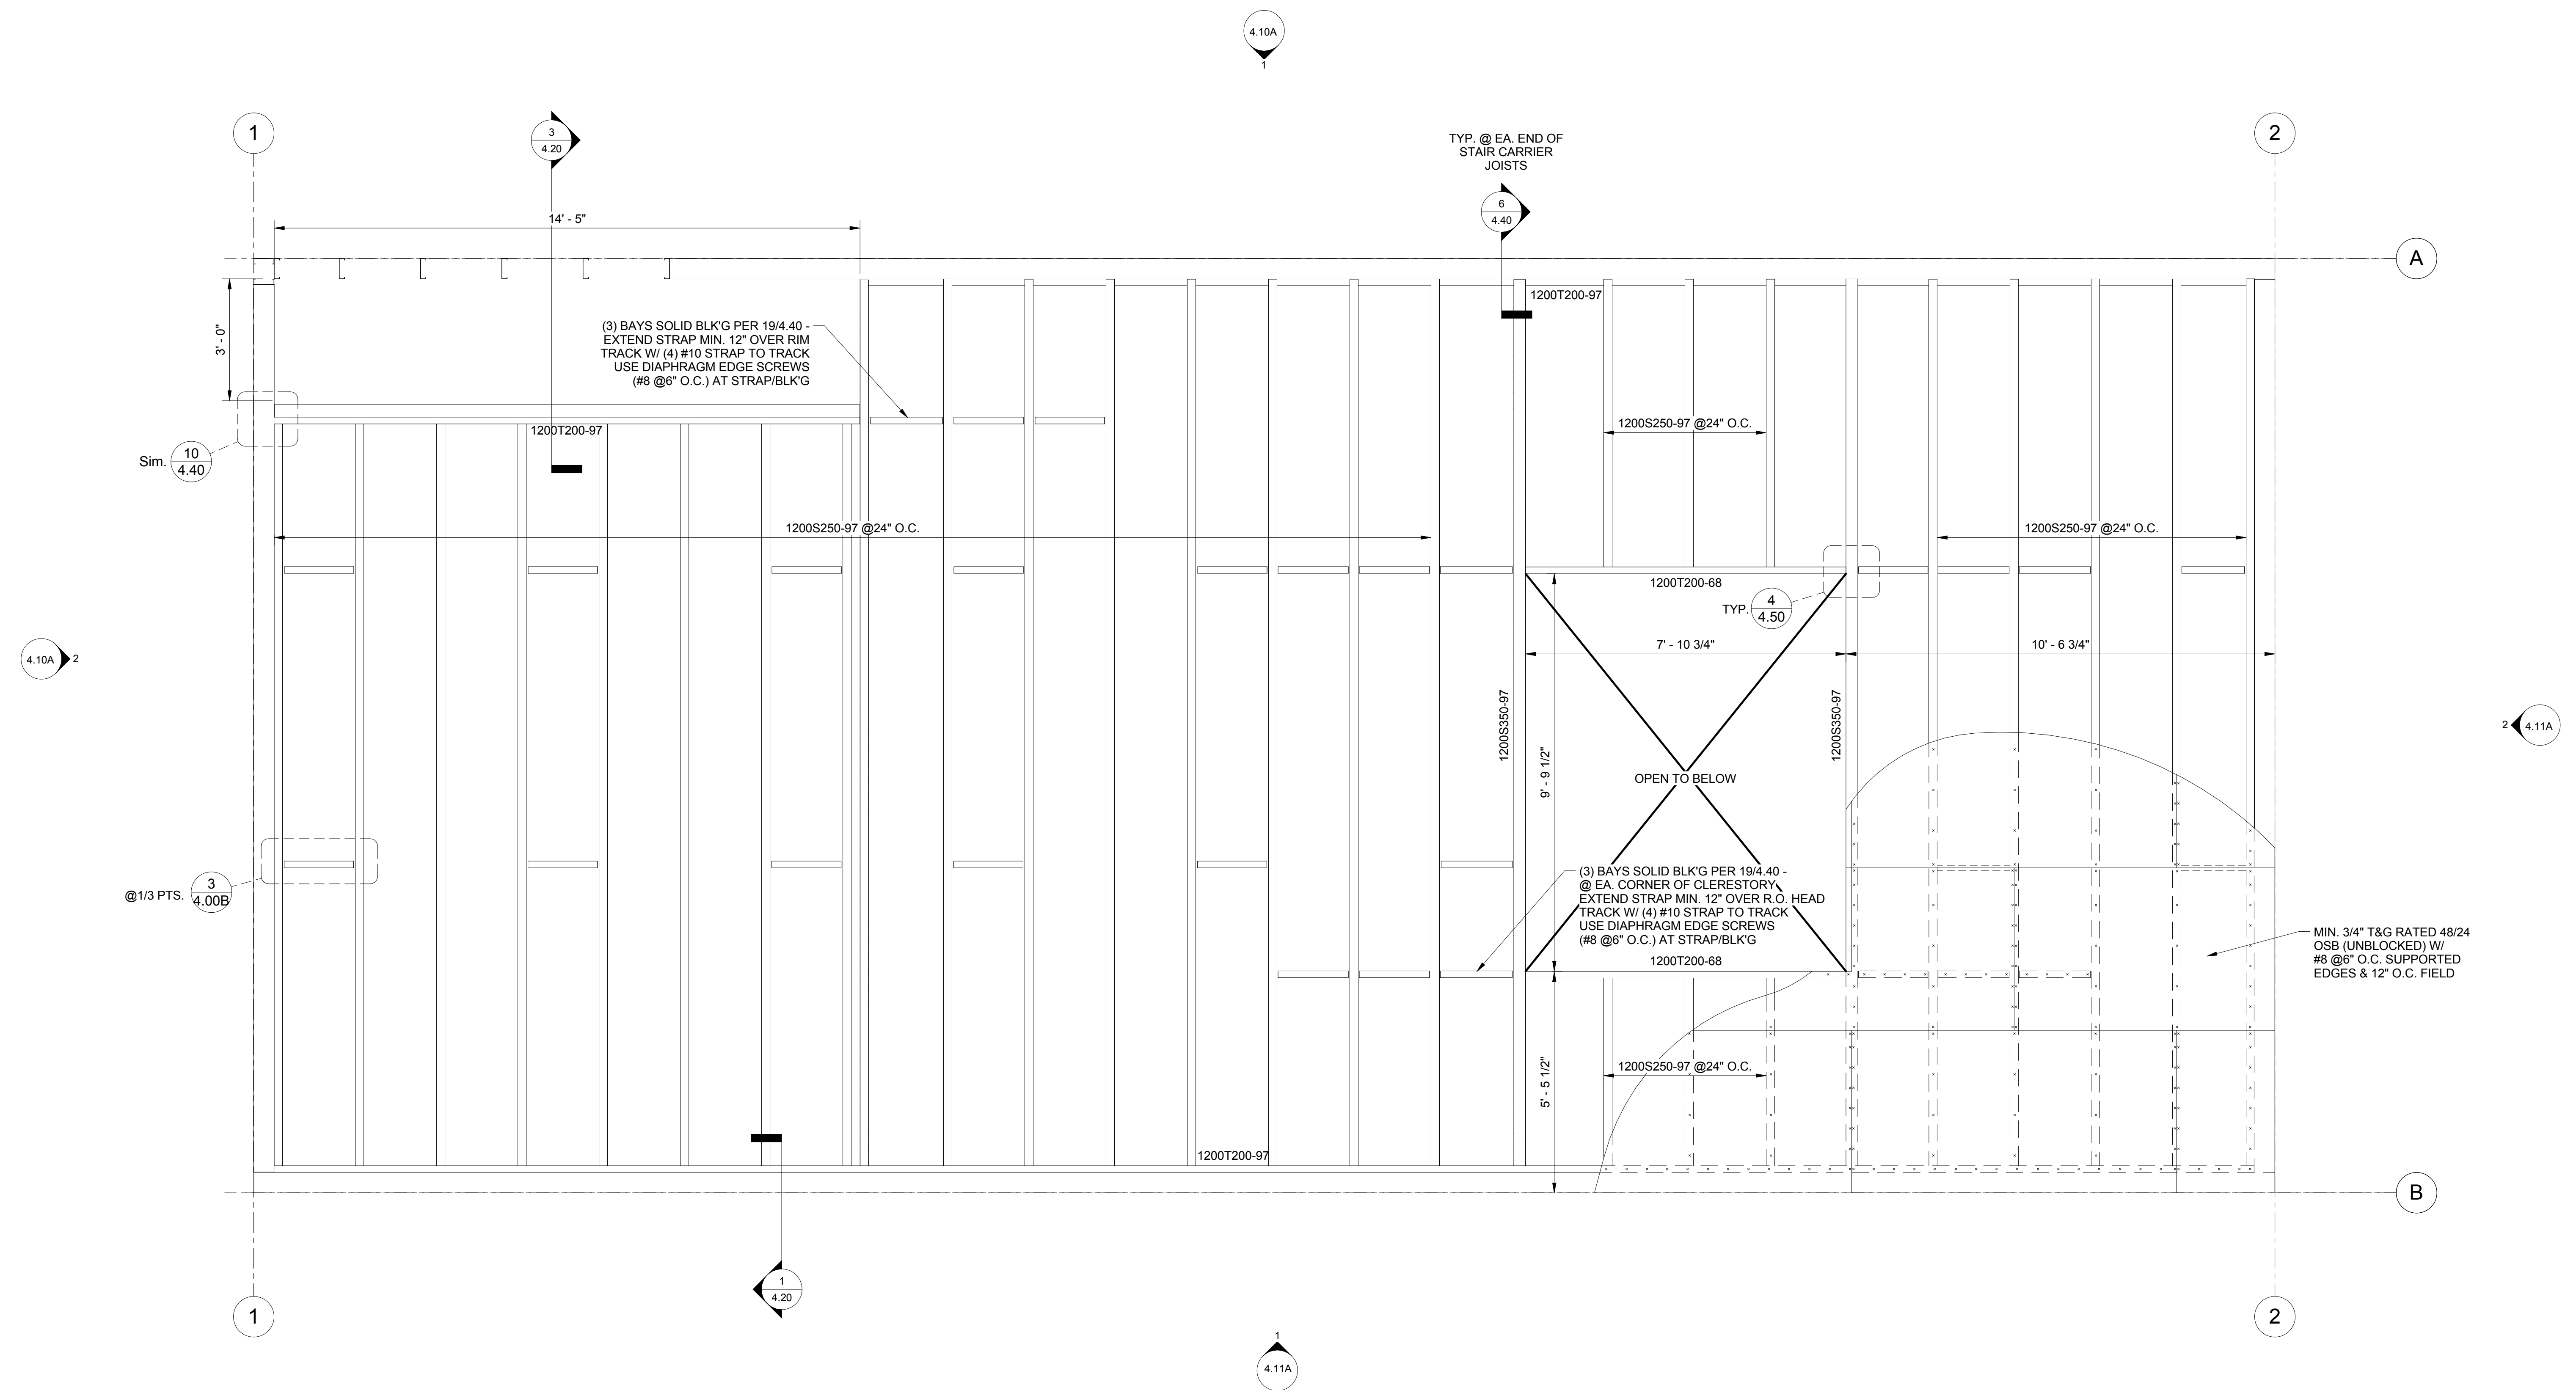 4.10A
1
1
3
4.20
TYP. @ EA. END OF
STAIR CARRIER
JOISTS
6
4.40
2
14' - 5"
A
3' - 0"
1200T200-97
(3) BAYS SOLID BLK'G PER 19/4.40 -
EXTEND STRAP MIN. 12" OVER RIM
TRACK W/ (4) #10 STRAP TO TRACK
USE DIAPHRAGM EDGE SCREWS
(#8 @6" O.C.) AT STRAP/BLK'G
1200T200-97
1200S250-97 @24" O.C.
Sim.
10
4.40
1200S250-97 @24" O.C.
1200S250-97 @24" O.C.
1200T200-68
TYP.
4
4.50
7' - 10 3/4"
10' - 6 3/4"
4.10A
2
1200S350-97
1200S350-97
2
4.11A
9' - 9 1/2"
OPEN TO BELOW
@1/3 PTS.
3
4.00B
(3) BAYS SOLID BLK'G PER 19/4.40 -
@ EA. CORNER OF CLERESTORY
EXTEND STRAP MIN. 12" OVER R.O. HEAD
TRACK W/ (4) #10 STRAP TO TRACK
USE DIAPHRAGM EDGE SCREWS
(#8 @6" O.C.) AT STRAP/BLK'G
1200T200-68
MIN. 3/4" T&G RATED 48/24
OSB (UNBLOCKED) W/
#8 @6" O.C. SUPPORTED
EDGES & 12" O.C. FIELD
5' - 5 1/2"
1200S250-97 @24" O.C.
1200T200-97
B
1
4.20
1
2
1
4.11A